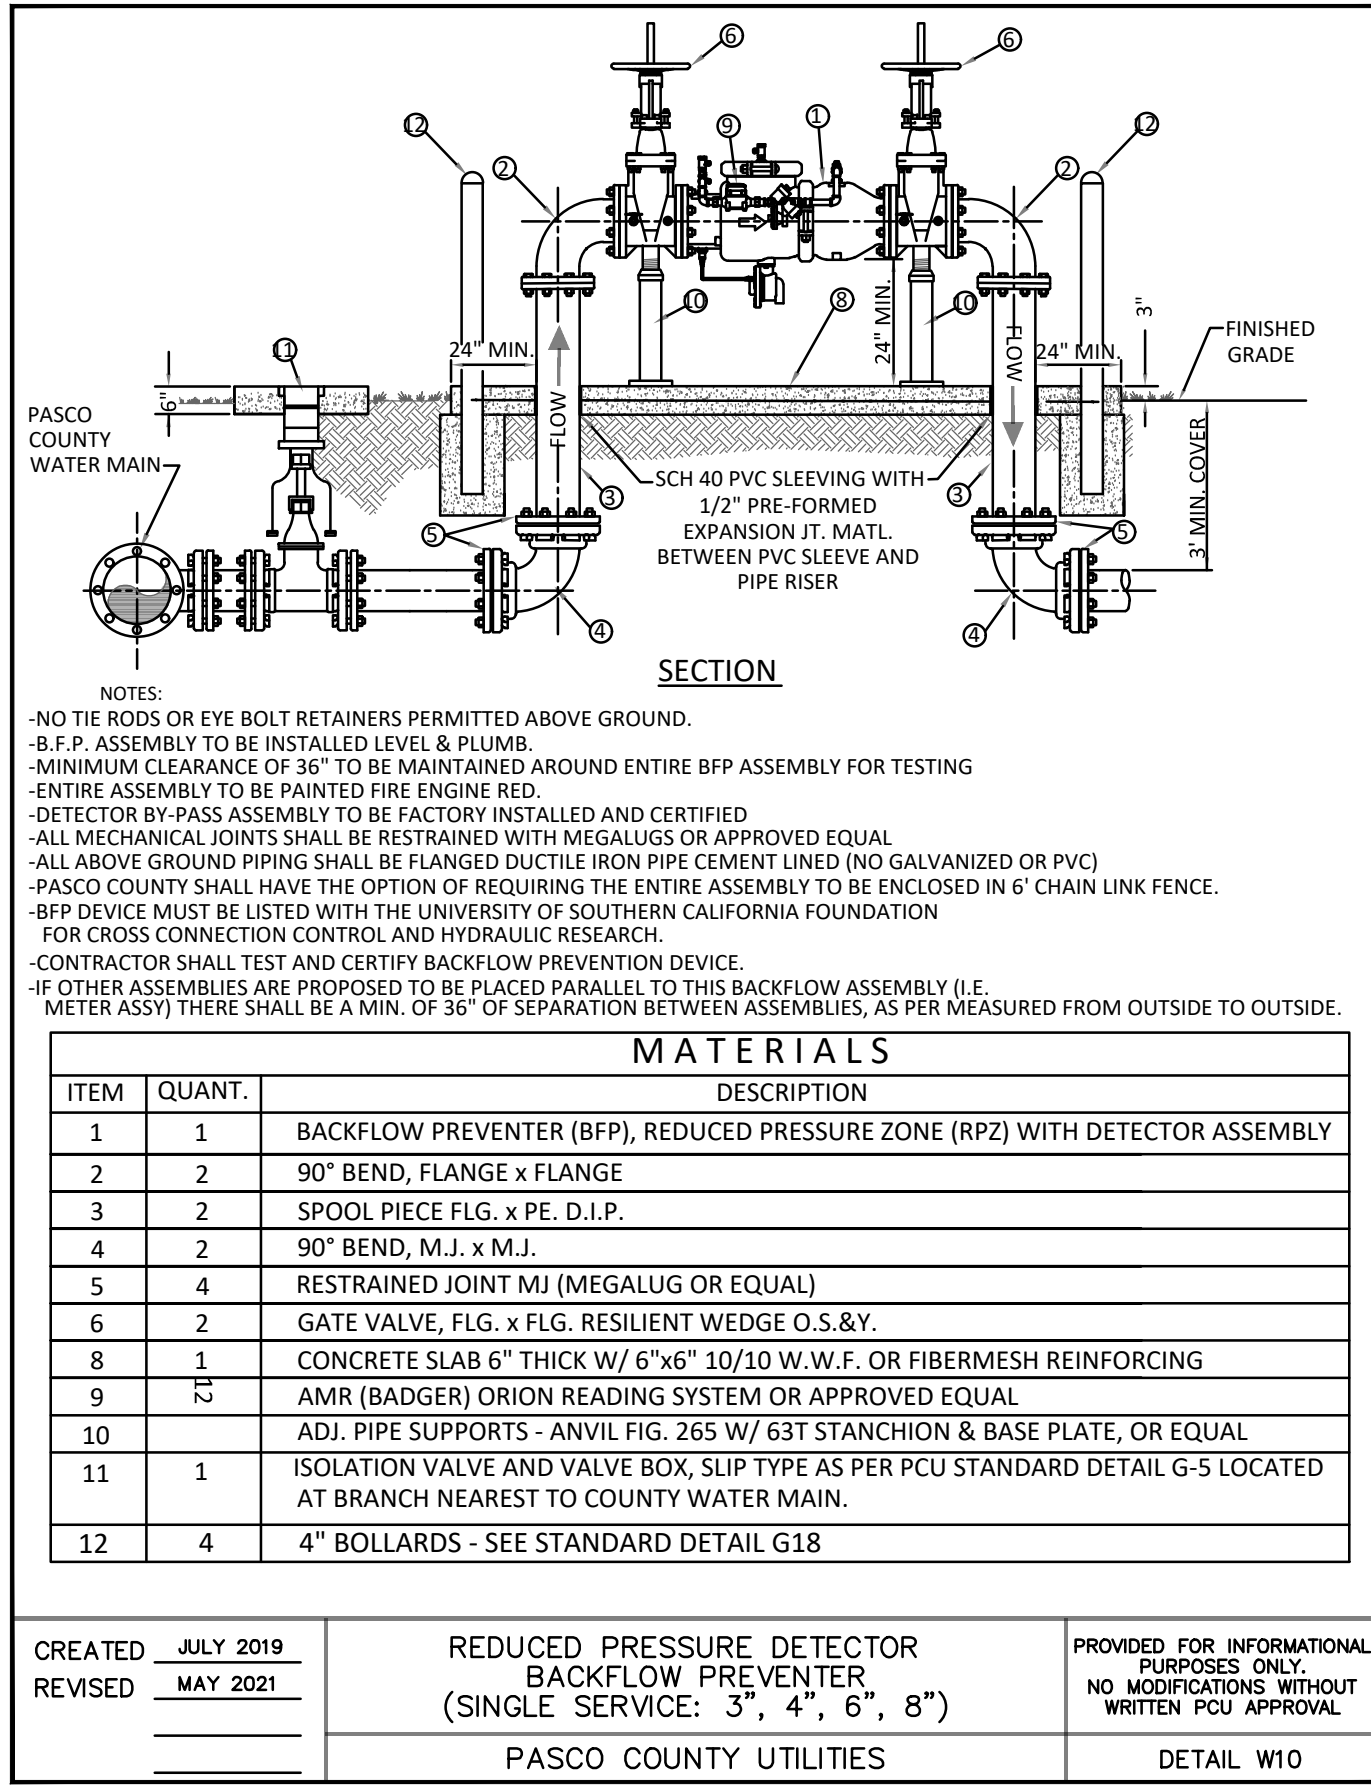 6
6
12
9
1
12
2
2
10
8
10
24" MIN.
3"
FINISHED
GRADE
11
24" MIN.
FLOW
24" MIN.
6"
PASCO
COUNTY
WATER MAIN
FLOW
SCH 40 PVC SLEEVING WITH
1/2" PRE-FORMED
EXPANSION JT. MATL.
BETWEEN PVC SLEEVE AND
PIPE RISER
3
3
3' MIN. COVER
5
5
4
4
SECTION
NOTES:
-NO TIE RODS OR EYE BOLT RETAINERS PERMITTED ABOVE GROUND.
-B.F.P. ASSEMBLY TO BE INSTALLED LEVEL & PLUMB.
-MINIMUM CLEARANCE OF 36" TO BE MAINTAINED AROUND ENTIRE BFP ASSEMBLY FOR TESTING
-ENTIRE ASSEMBLY TO BE PAINTED FIRE ENGINE RED.
-DETECTOR BY-PASS ASSEMBLY TO BE FACTORY INSTALLED AND CERTIFIED
-ALL MECHANICAL JOINTS SHALL BE RESTRAINED WITH MEGALUGS OR APPROVED EQUAL
-ALL ABOVE GROUND PIPING SHALL BE FLANGED DUCTILE IRON PIPE CEMENT LINED (NO GALVANIZED OR PVC)
-PASCO COUNTY SHALL HAVE THE OPTION OF REQUIRING THE ENTIRE ASSEMBLY TO BE ENCLOSED IN 6' CHAIN LINK FENCE.
-BFP DEVICE MUST BE LISTED WITH THE UNIVERSITY OF SOUTHERN CALIFORNIA FOUNDATION
FOR CROSS CONNECTION CONTROL AND HYDRAULIC RESEARCH.
-CONTRACTOR SHALL TEST AND CERTIFY BACKFLOW PREVENTION DEVICE.
-IF OTHER ASSEMBLIES ARE PROPOSED TO BE PLACED PARALLEL TO THIS BACKFLOW ASSEMBLY (I.E.
METER ASSY) THERE SHALL BE A MIN. OF 36" OF SEPARATION BETWEEN ASSEMBLIES, AS PER MEASURED FROM OUTSIDE TO OUTSIDE.
MATERIALS
ITEM QUANT. DESCRIPTION
1 1 BACKFLOW PREVENTER (BFP), REDUCED PRESSURE ZONE (RPZ) WITH DETECTOR ASSEMBLY
2 2 90° BEND, FLANGE x FLANGE
3 2 SPOOL PIECE FLG. x PE. D.I.P.
4 2 90° BEND, M.J. x M.J.
5 4 RESTRAINED JOINT MJ (MEGALUG OR EQUAL)
6 2 GATE VALVE, FLG. x FLG. RESILIENT WEDGE O.S.&Y.
8 1 CONCRETE SLAB 6" THICK W/ 6"x6" 10/10 W.W.F. OR FIBERMESH REINFORCING
9 12 AMR (BADGER) ORION READING SYSTEM OR APPROVED EQUAL
10 ADJ. PIPE SUPPORTS - ANVIL FIG. 265 W/ 63T STANCHION & BASE PLATE, OR EQUAL
11 1 ISOLATION VALVE AND VALVE BOX, SLIP TYPE AS PER PCU STANDARD DETAIL G-5 LOCATED
AT BRANCH NEAREST TO COUNTY WATER MAIN.
12 4 4" BOLLARDS - SEE STANDARD DETAIL G18
CREATED JULY 2019
REVISED MAY 2021
REDUCED PRESSURE DETECTOR
BACKFLOW PREVENTER
(SINGLE SERVICE: 3", 4", 6", 8")
PASCO COUNTY UTILITIES
PROVIDED FOR INFORMATIONAL
PURPOSES ONLY.
NO MODIFICATIONS WITHOUT
WRITTEN PCU APPROVAL
DETAIL W10